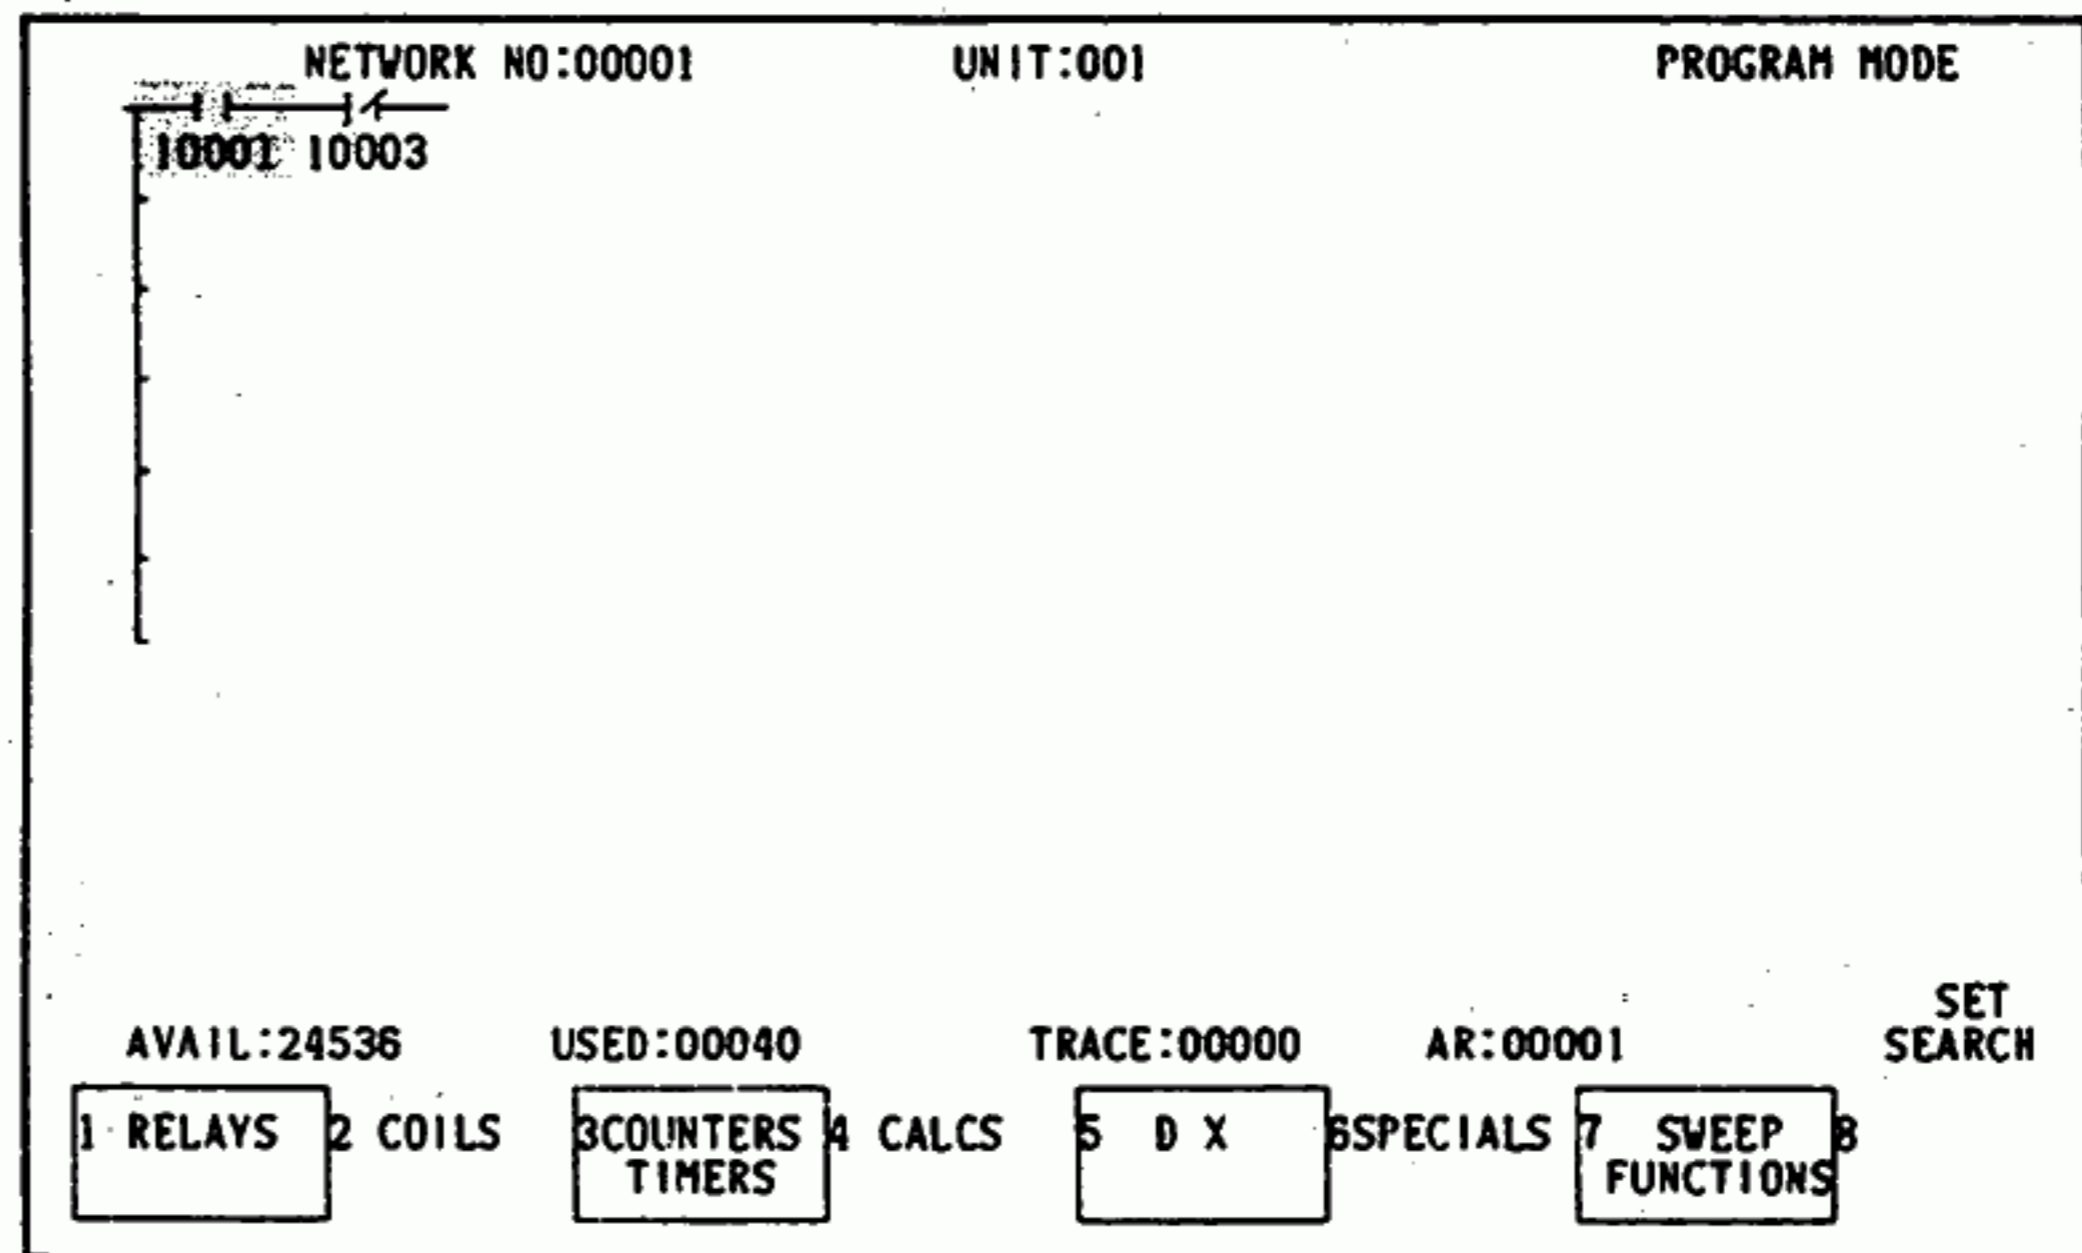 NETWORK NO:00001 UNIT:001 PROGRAM MODE
10001 10003
SET
AVAIL:24536 USED:00040 TRACE:00000 AR:00001 SEARCH
1 RELAYS 2 COILS 3COUNTERS 4 CALCS 5 D X 6SPECIALS 7 SWEEP 8
TIMERS FUNCTIONS